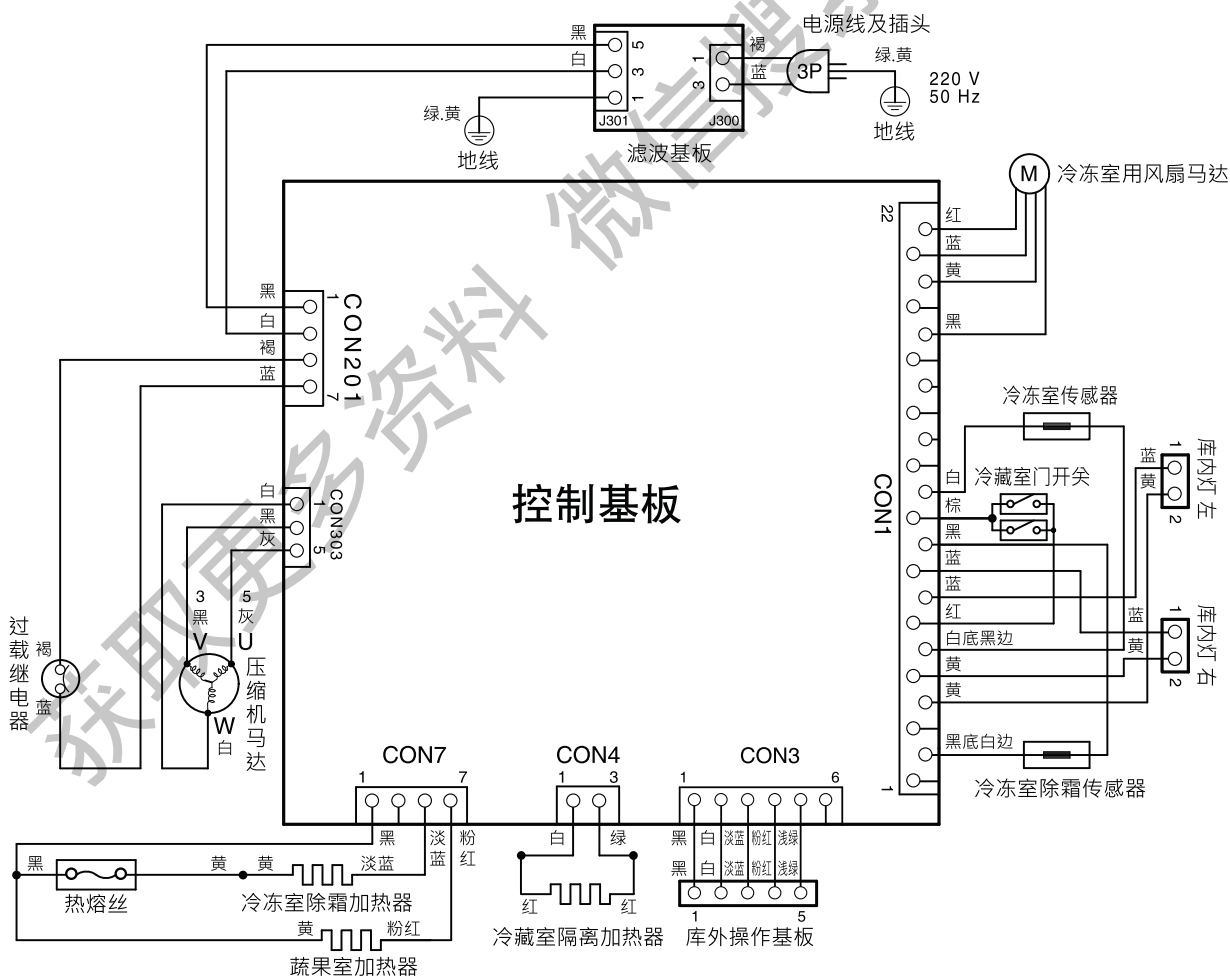 电源线及插头
黑
5
褐
绿.黄
白
3
1
蓝
3P
220 V
50 Hz
1
3
绿.黄
J301
J300
地线
地线
滤波基板
M
冷冻室用风扇马达
22
红
蓝
黄
黑
黑
白
褐
蓝
1
CON201
7
冷冻室传感器
控制基板
CON1
白
冷藏室门开尖
棕
黑
蓝
蓝
红
白底黑边
黄
黄
黑底白边
1
冷冻室除霜传感器
蓝
黄
1
2
库内灯 左
蓝
黄
1
2
库内灯 右
白
黑
灰
1
CON303
5
3
黑
V
5
灰
U
W
白
压缩机马达
过载继电器
褐
蓝
CON7
1
7
CON4
1
3
CON3
1
6
黑
淡蓝
粉红
白
绿
黑
白
淡蓝
粉红
浅绿
黑
白
淡蓝
粉红
浅绿
黑
黄
黄
淡蓝
热熔丝
冷冻室除霜加热器
黄
粉红
蔬果室加热器
红
红
冷藏室隔离加热器
1
5
库外操作基板
获取更多资料 微信搜